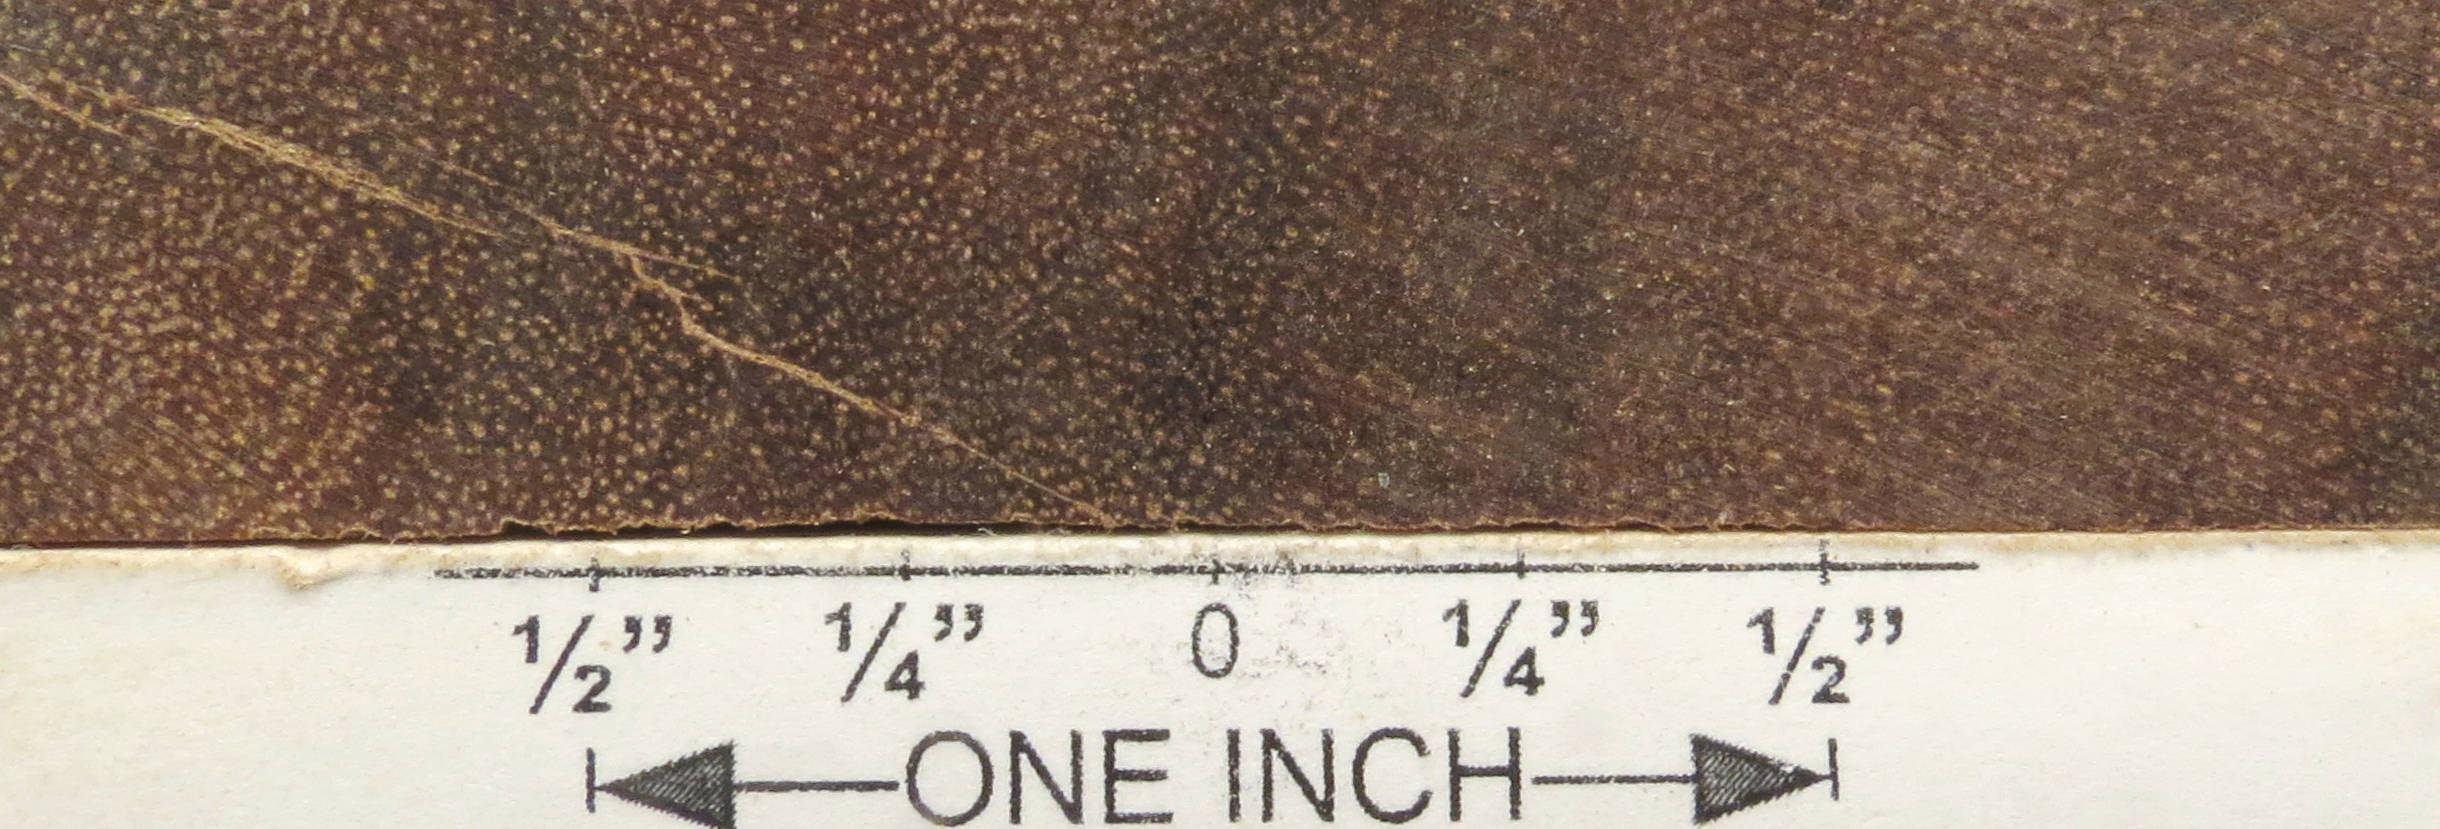 1/2” 1/4” 0 1/4” 1/2”
ONE INCH